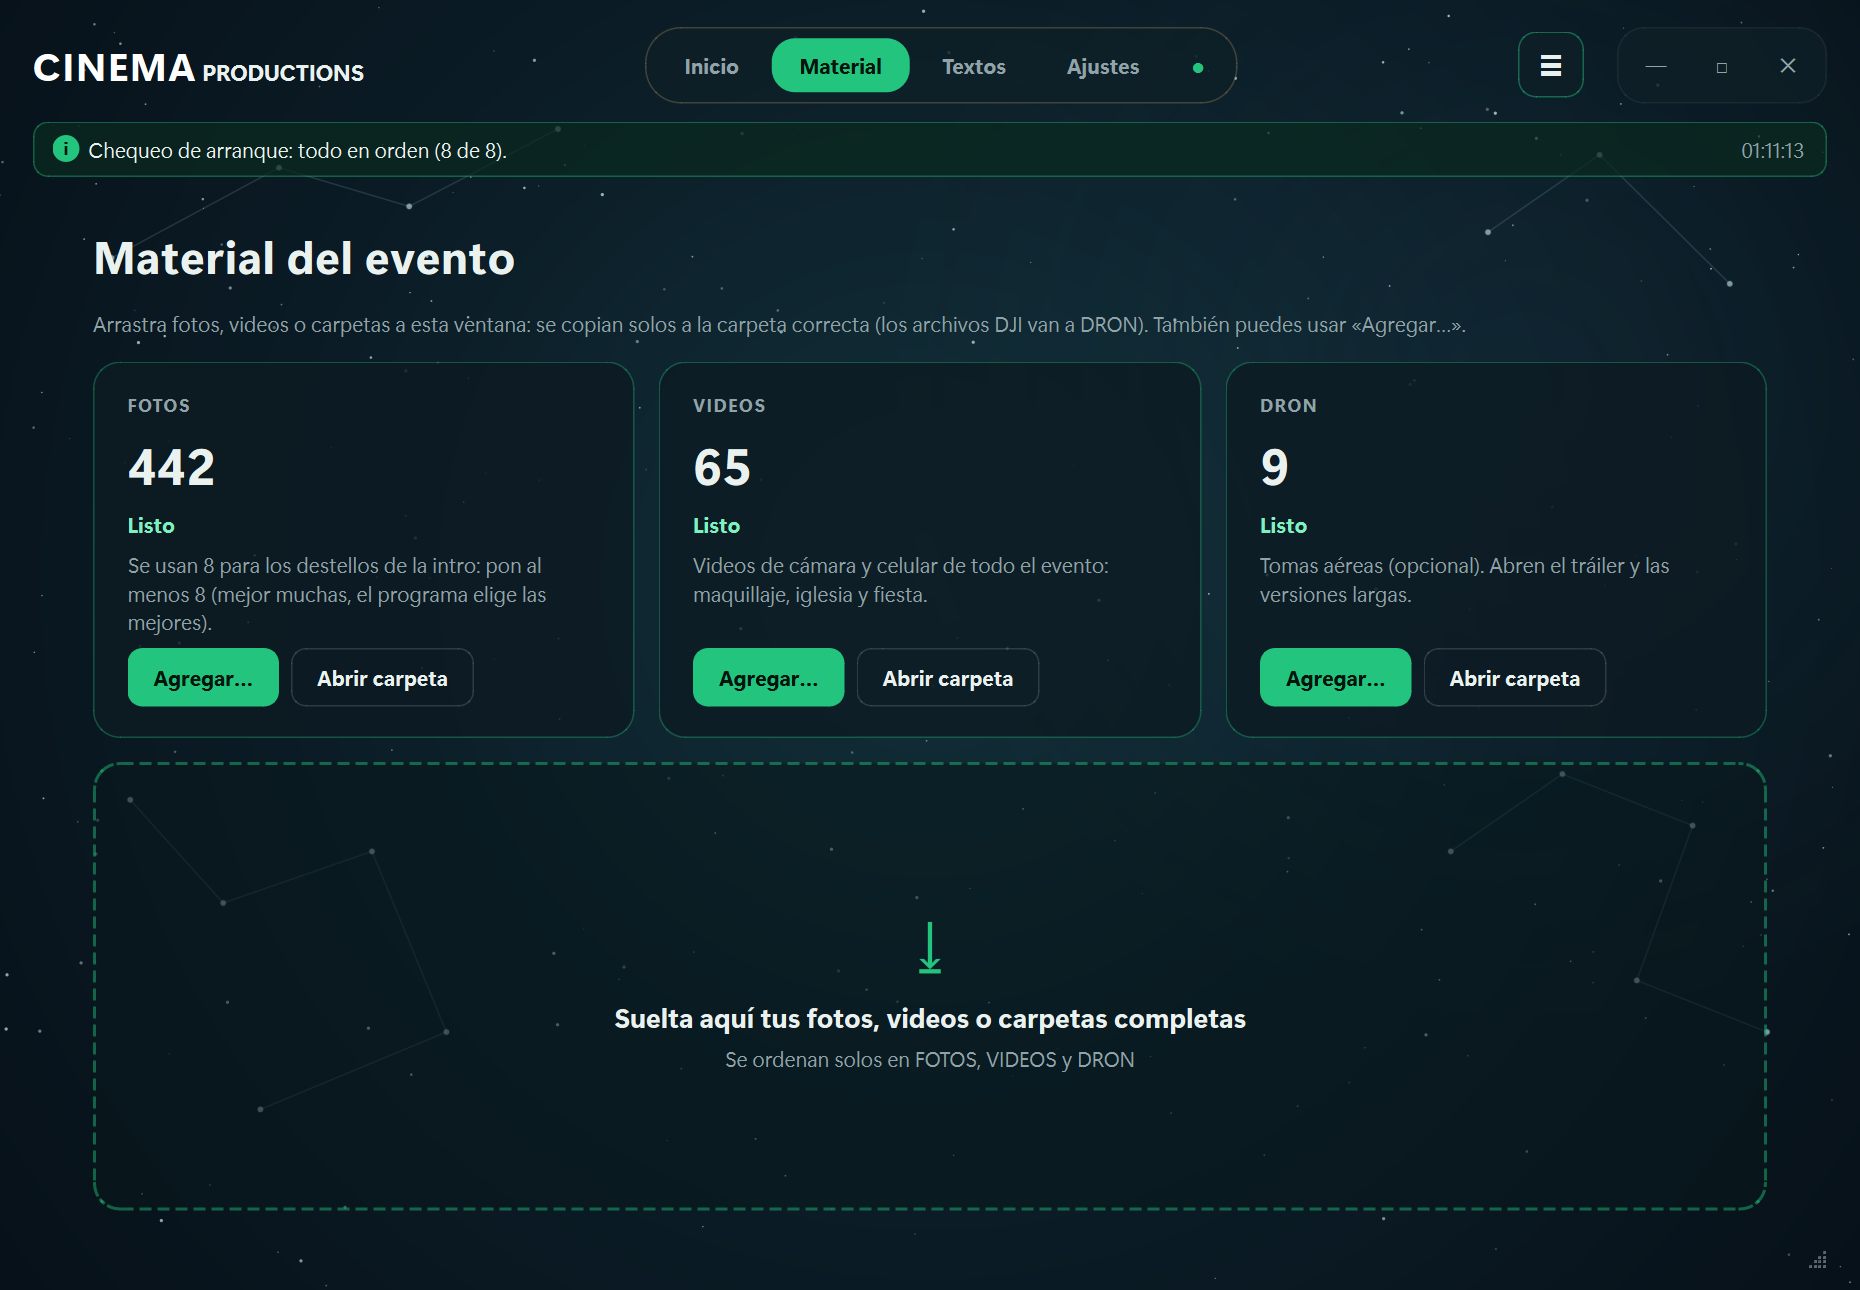 CINEMA PRODUCTIONS
Inicio
Material
Textos
Ajustes
Chequeo de arranque: todo en orden (8 de 8).
01:11:13
Material del evento
Arrastra fotos, videos o carpetas a esta ventana: se copian solos a la carpeta correcta (los archivos DJI van a DRON). También puedes usar «Agregar...».
FOTOS
442
Listo
Se usan 8 para los destellos de la intro: pon al
menos 8 (mejor muchas, el programa elige las
mejores).
Agregar...
Abrir carpeta
VIDEOS
65
Listo
Videos de cámara y celular de todo el evento:
maquillaje, iglesia y fiesta.
Agregar...
Abrir carpeta
DRON
9
Listo
Tomas aéreas (opcional). Abren el tráiler y las
versiones largas.
Agregar...
Abrir carpeta
Suelta aquí tus fotos, videos o carpetas completas
Se ordenan solos en FOTOS, VIDEOS y DRON